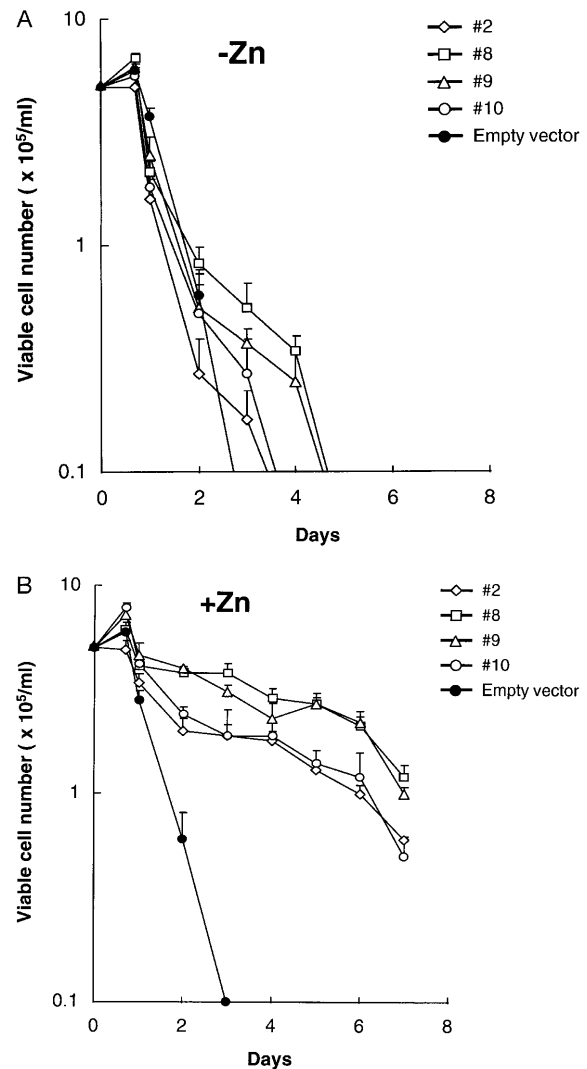 A
-Zn
#2
#8
#9
#10
Empty vector
Viable cell number ( x 10⁵/ml)
10
1
0.1
0 2 4 6 8
Days
B
+Zn
#2
#8
#9
#10
Empty vector
Viable cell number ( x 10⁵/ml)
10
1
0.1
0 2 4 6 8
Days